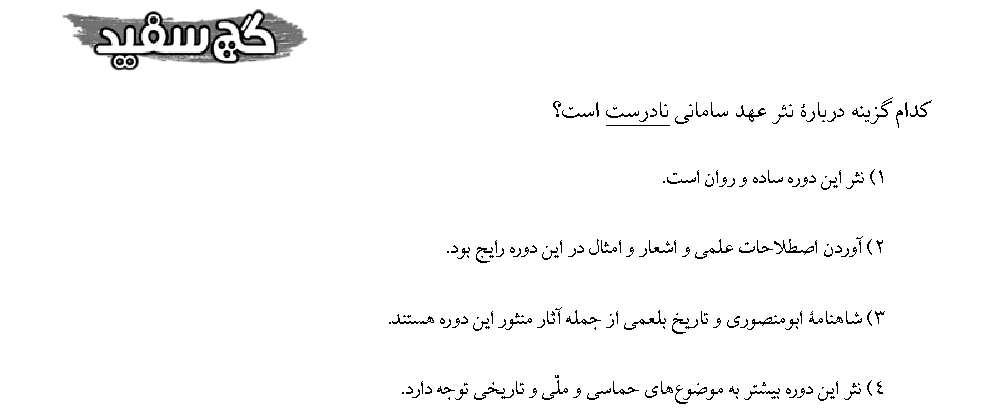 گچ سفید
کدام گزینه دربارهٔ نثر عهد سامانی نادرست است؟
۱) نثر این دوره ساده و روان است.
۲) آوردن اصطلاحات علمی و اشعار و امثال در این دوره رایج بود.
۳) شاهنامهٔ ابومنصوری و تاریخ بلعمی از جمله آثار منثور این دوره هستند.
۴) نثر این دوره بیشتر به موضوع‌های حماسی و ملّی و تاریخی توجه دارد.